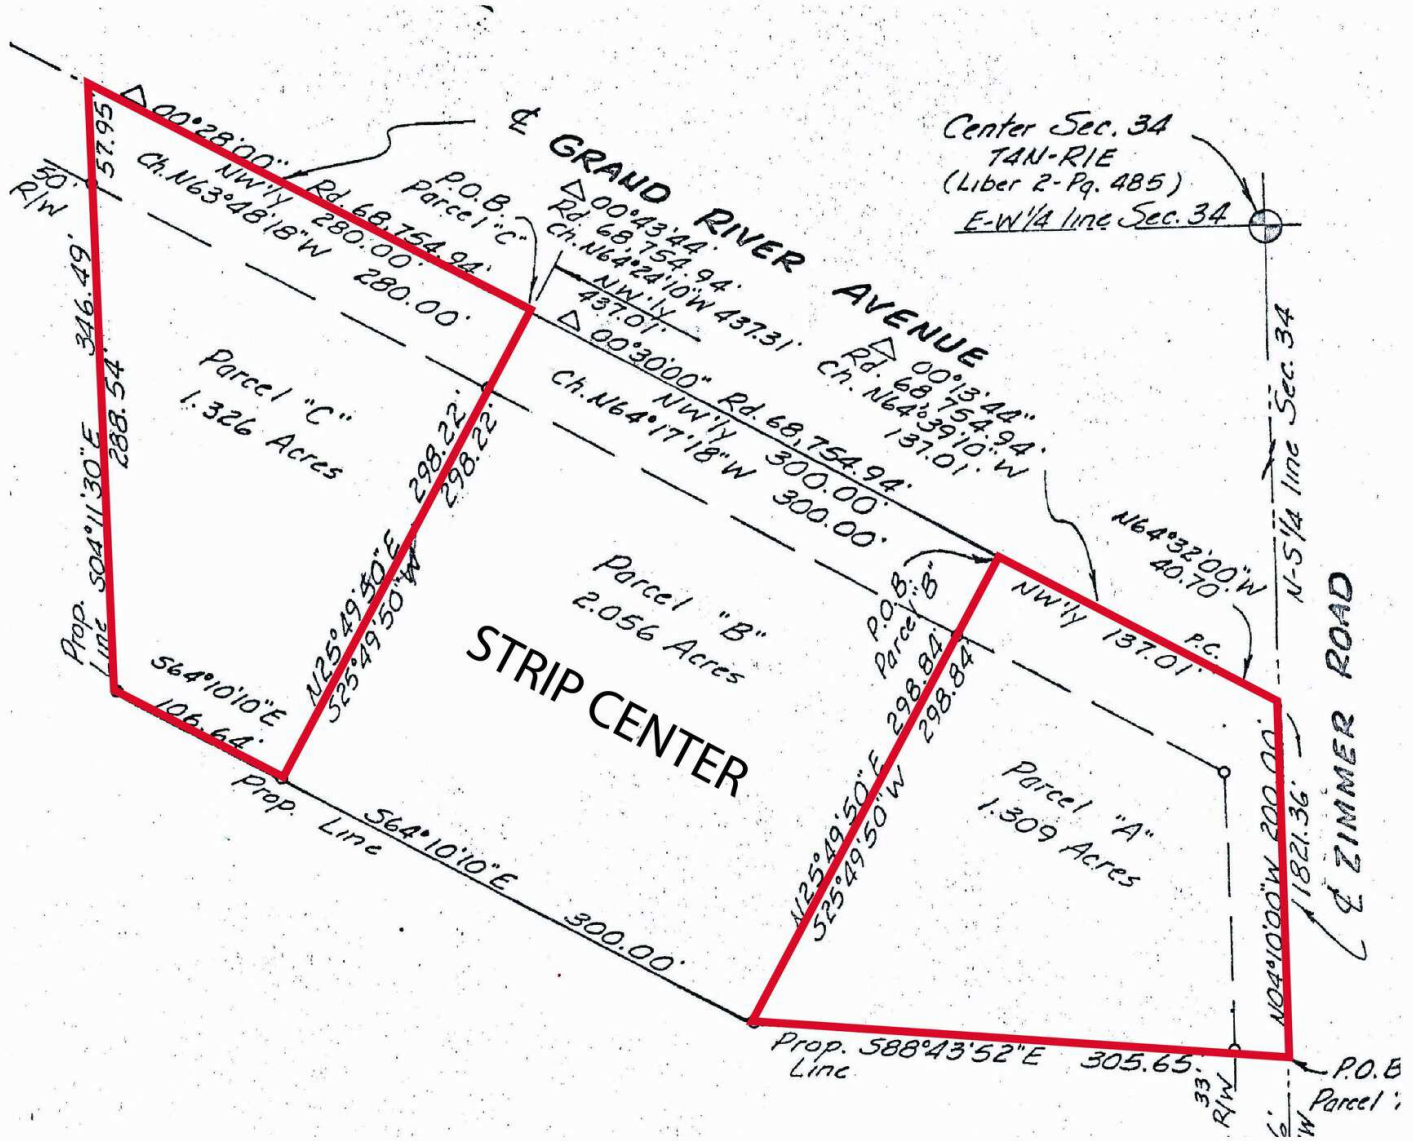 57.95'
50'
R/W
△ 00°28'00"
NW'ly Rd. 68,754.94'
280.00'
Ch. N63°48'18"W 280.00'
P.O.B.
Parcel "C"
₵ GRAND RIVER AVENUE
△ 00°43'44"
Rd. 68,754.94'
Ch. N64°24'10"W 437.31'
NW'ly
437.01'
△ 00°30'00" Rd. 68,754.94'
NW'ly 300.00'
Ch. N64°17'18"W 300.00'
△ 00°13'44"
Rd. 68,754.94'
Ch. N64°39'10"W
137.01'
Center Sec. 34
T4N-R1E
(Liber 2-Pg. 485)
E-W 1/4 line Sec. 34
N-S 1/4 line Sec. 34
N64°32'00"W
40.70'
P.C.
NW'ly 137.01'
P.O.B.
Parcel "B"
346.49'
288.54'
Prop. S04°11'30"E
Line
Parcel "C"
1.326 Acres
N25°49'50"E 298.22'
S25°49'50"W 298.22'
Parcel "B"
2.056 Acres
STRIP CENTER
N25°49'50"E 298.84'
S25°49'50"W 298.84'
Parcel "A"
1.309 Acres
N04°10'00"W 200.00'
1821.36'
₵ ZIMMER ROAD
S64°10'10"E
106.64'
Prop. Line
S64°10'10"E 300.00'
Prop. S88°43'52"E 305.65'
Line
33'
R/W
P.O.B
Parcel
6'
W